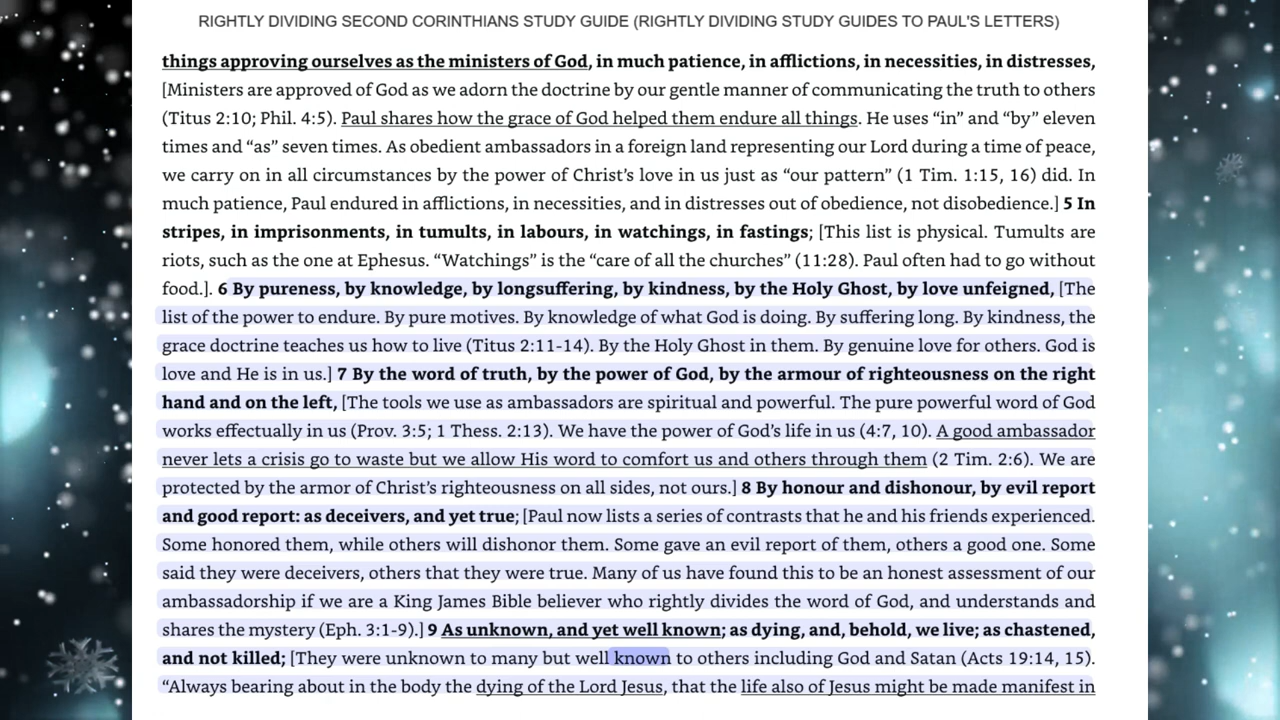 RIGHTLY DIVIDING SECOND CORINTHIANS STUDY GUIDE (RIGHTLY DIVIDING STUDY GUIDES TO PAUL'S LETTERS)
things approving ourselves as the ministers of God, in much patience, in afflictions, in necessities, in distresses,
[Ministers are approved of God as we adorn the doctrine by our gentle manner of communicating the truth to others
(Titus 2:10; Phil. 4:5). Paul shares how the grace of God helped them endure all things. He uses “in” and “by” eleven
times and “as” seven times. As obedient ambassadors in a foreign land representing our Lord during a time of peace,
we carry on in all circumstances by the power of Christ’s love in us just as “our pattern” (1 Tim. 1:15, 16) did. In
much patience, Paul endured in afflictions, in necessities, and in distresses out of obedience, not disobedience.] 5 In
stripes, in imprisonments, in tumults, in labours, in watchings, in fastings; [This list is physical. Tumults are
riots, such as the one at Ephesus. “Watchings” is the “care of all the churches” (11:28). Paul often had to go without
food.]. 6 By pureness, by knowledge, by longsuffering, by kindness, by the Holy Ghost, by love unfeigned, [The
list of the power to endure. By pure motives. By knowledge of what God is doing. By suffering long. By kindness, the
grace doctrine teaches us how to live (Titus 2:11-14). By the Holy Ghost in them. By genuine love for others. God is
love and He is in us.] 7 By the word of truth, by the power of God, by the armour of righteousness on the right
hand and on the left, [The tools we use as ambassadors are spiritual and powerful. The pure powerful word of God
works effectually in us (Prov. 3:5; 1 Thess. 2:13). We have the power of God’s life in us (4:7, 10). A good ambassador
never lets a crisis go to waste but we allow His word to comfort us and others through them (2 Tim. 2:6). We are
protected by the armor of Christ’s righteousness on all sides, not ours.] 8 By honour and dishonour, by evil report
and good report: as deceivers, and yet true; [Paul now lists a series of contrasts that he and his friends experienced.
Some honored them, while others will dishonor them. Some gave an evil report of them, others a good one. Some
said they were deceivers, others that they were true. Many of us have found this to be an honest assessment of our
ambassadorship if we are a King James Bible believer who rightly divides the word of God, and understands and
shares the mystery (Eph. 3:1-9).] 9 As unknown, and yet well known; as dying, and, behold, we live; as chastened,
and not killed; [They were unknown to many but well known to others including God and Satan (Acts 19:14, 15).
“Always bearing about in the body the dying of the Lord Jesus, that the life also of Jesus might be made manifest in